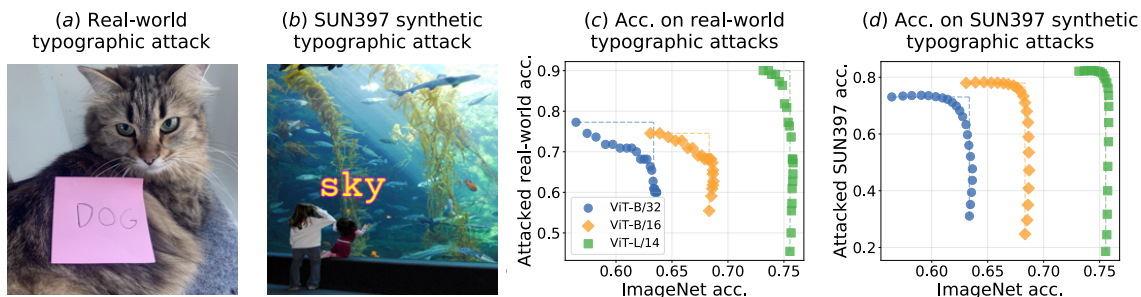 (a) Real-world
typographic attack
DOG
(b) SUN397 synthetic
typographic attack
sky
(c) Acc. on real-world
typographic attacks
Attacked real-world acc.
0.9
0.8
0.7
0.6
0.5
ViT-B/32
ViT-B/16
ViT-L/14
0.60
0.65
0.70
0.75
ImageNet acc.
(d) Acc. on SUN397 synthetic
typographic attacks
Attacked SUN397 acc.
0.8
0.6
0.4
0.2
0.60
0.65
0.70
0.75
ImageNet acc.